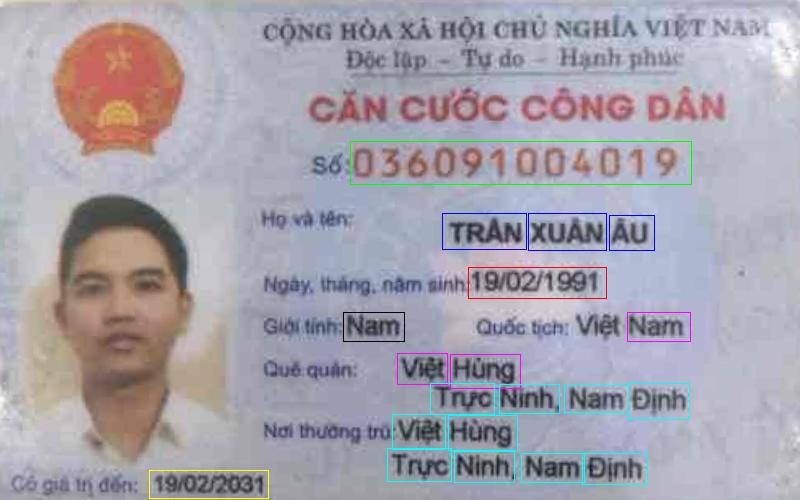 CỘNG HÒA XÃ HỘI CHỦ NGHĨA VIỆT NAM
Độc lập - Tự do - Hạnh phúc
CĂN CƯỚC CÔNG DÂN
Số: 036091004019
Họ và tên: TRẦN XUÂN ÂU
Ngày, tháng, năm sinh: 19/02/1991
Giới tính: Nam Quốc tịch: Việt Nam
Quê quán: Việt Hùng
Trực Ninh, Nam Định
Nơi thường trú: Việt Hùng
Trực Ninh, Nam Định
Có giá trị đến: 19/02/2031